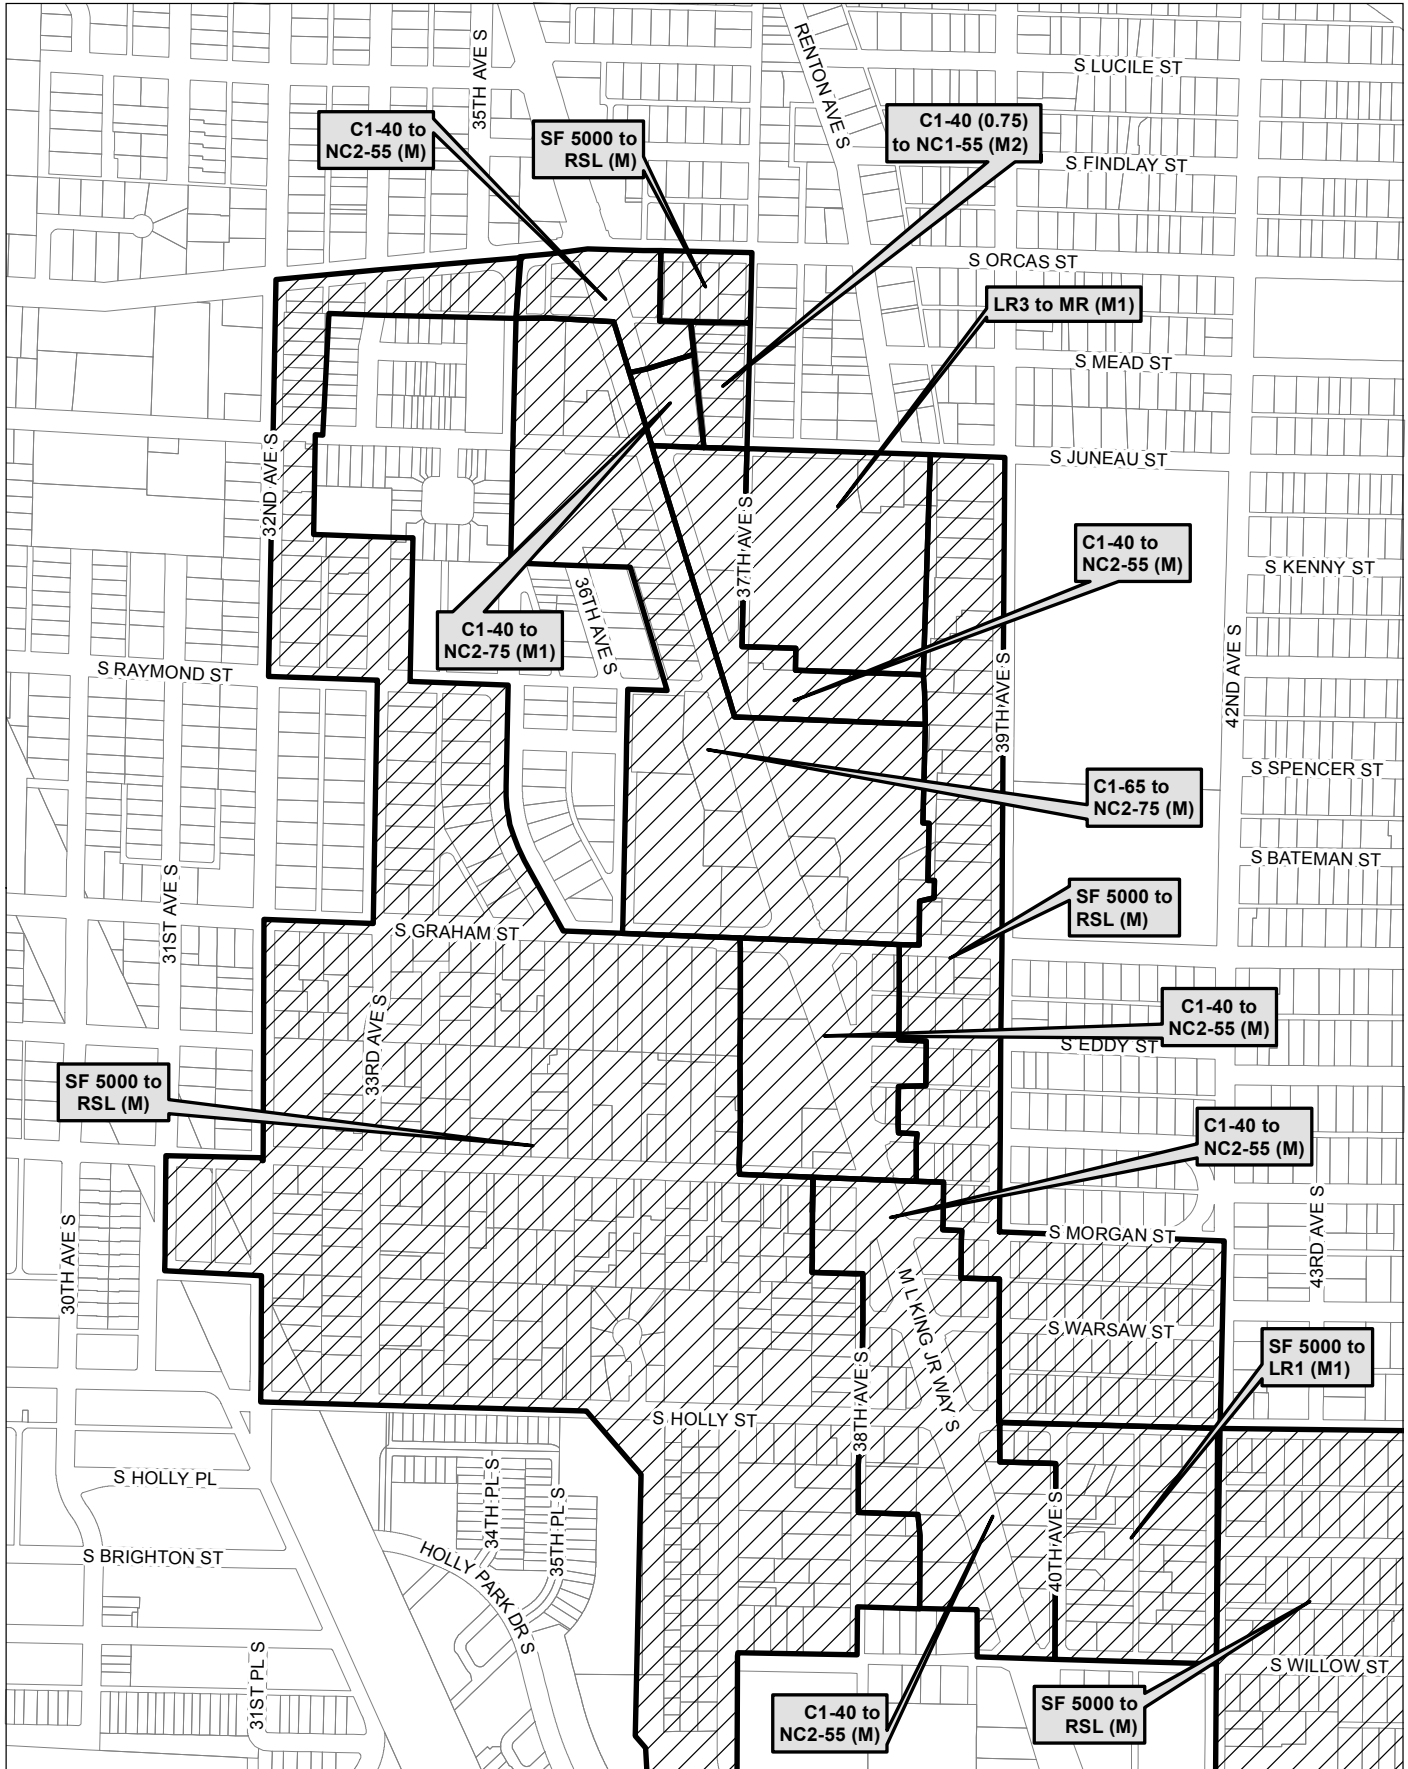 35TH AVE S
RENTON AVE S
S LUCILE ST
C1-40 to
NC2-55 (M)
SF 5000 to
RSL (M)
C1-40 (0.75)
to NC1-55 (M2)
S FINDLAY ST
S ORCAS ST
LR3 to MR (M1)
S MEAD ST
S JUNEAU ST
32ND AVE S
37TH AVE S
C1-40 to
NC2-55 (M)
S KENNY ST
36TH AVE S
C1-40 to
NC2-75 (M1)
S RAYMOND ST
39TH AVE S
42ND AVE S
S SPENCER ST
C1-65 to
NC2-75 (M)
S BATEMAN ST
31ST AVE S
SF 5000 to
RSL (M)
S GRAHAM ST
33RD AVE S
C1-40 to
NC2-55 (M)
S EDDY ST
SF 5000 to
RSL (M)
C1-40 to
NC2-55 (M)
30TH AVE S
43RD AVE S
S MORGAN ST
M L KING JR WAY S
S WARSAW ST
SF 5000 to
LR1 (M1)
38TH AVE S
S HOLLY ST
S HOLLY PL
34TH PL S
35TH PL S
40TH AVE S
S BRIGHTON ST
HOLLY PARK DR S
31ST PL S
S WILLOW ST
C1-40 to
NC2-55 (M)
SF 5000 to
RSL (M)